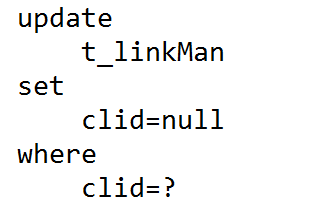 update
t_linkMan
set
clid=null
where
clid=?